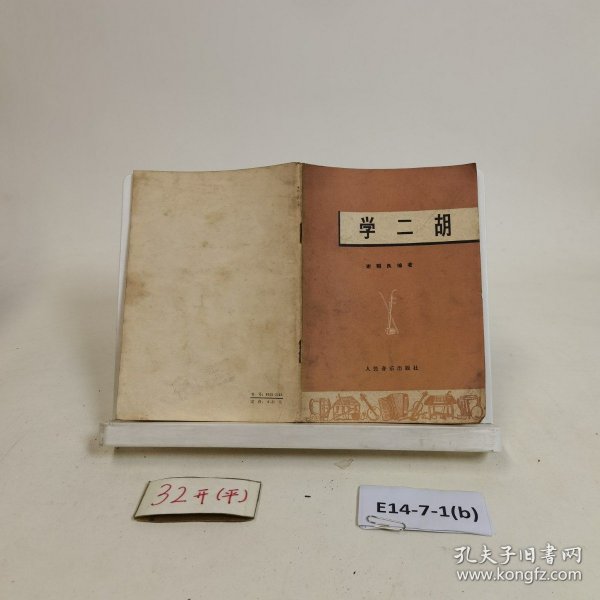 学二胡
人民音乐出版社
32开(平)
E14-7-1(b)
孔夫子旧书网
www.kongfz.com